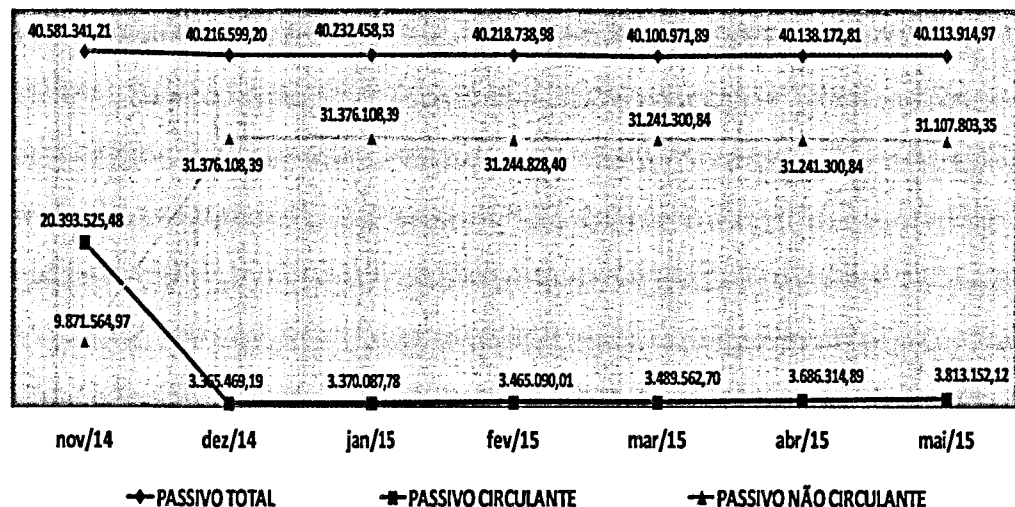 40.581.341,21 40.216.599,20 40.232.458,53 40.218.738,98 40.100.971,89 40.138.172,81 40.113.914,97
31.376.108,39 31.241.300,84 31.107.803,35
31.376.108,39 31.244.828,40 31.241.300,84
20.393.525,48
9.871.564,97
3.365.469,19 3.370.087,78 3.465.090,01 3.489.562,70 3.686.314,89 3.813.152,12
nov/14 dez/14 jan/15 fev/15 mar/15 abr/15 mai/15
PASSIVO TOTAL PASSIVO CIRCULANTE PASSIVO NÃO CIRCULANTE